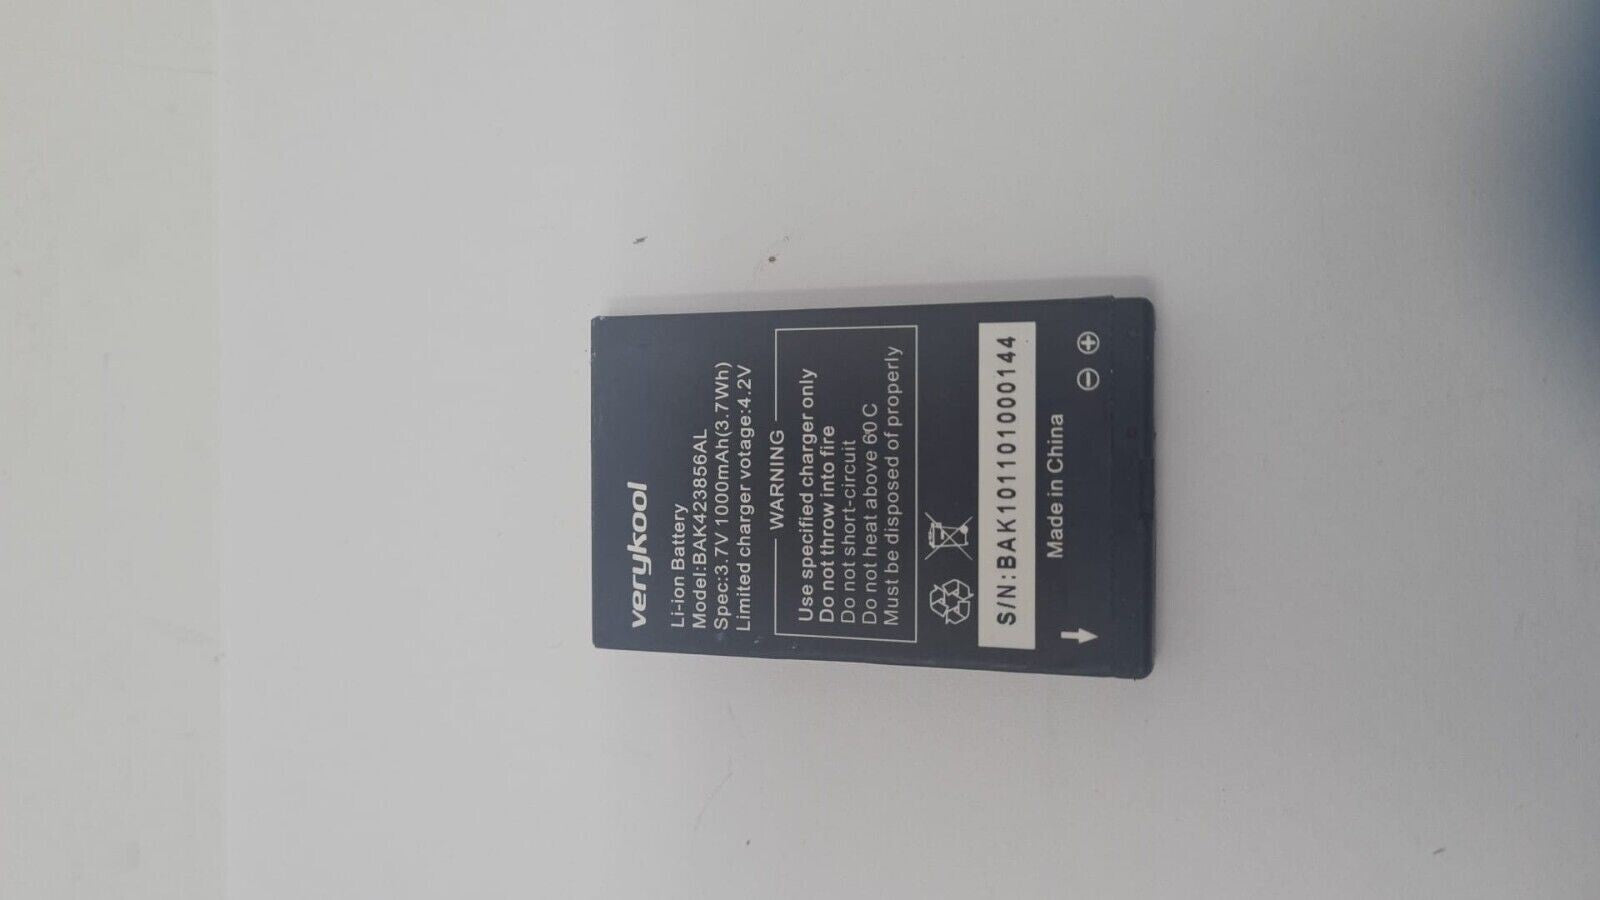 verykool
Li-ion Battery
Model:BAK423856AL
Spec:3.7V 1000mAh(3.7Wh)
Limited charger votage:4.2V
WARNING
Use specified charger only
Do not throw into fire
Do not short-circuit
Do not heat above 60 C
Must be disposed of properly
S/N:BAK101101000144
Made in China